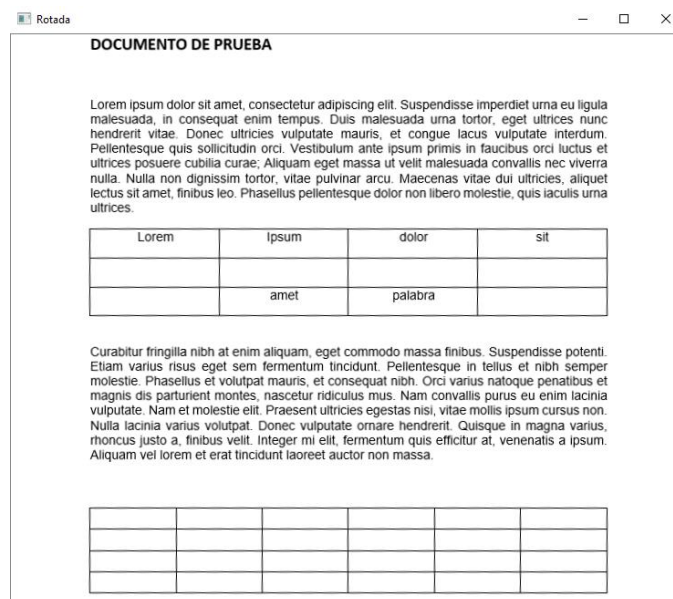 Rotada
DOCUMENTO DE PRUEBA
Lorem ipsum dolor sit amet, consectetur adipiscing elit. Suspendisse imperdiet urna eu ligula
malesuada, in consequat enim tempus. Duis malesuada urna tortor, eget ultrices nunc
hendrerit vitae. Donec ultricies vulputate mauris, et congue lacus vulputate interdum.
Pellentesque quis sollicitudin orci. Vestibulum ante ipsum primis in faucibus orci luctus et
ultrices posuere cubilia curae; Aliquam eget massa ut velit malesuada convallis nec viverra
nulla. Nulla non dignissim tortor, vitae pulvinar arcu. Maecenas vitae dui ultricies, aliquet
lectus sit amet, finibus leo. Phasellus pellentesque dolor non libero molestie, quis iaculis urna
ultrices.
Lorem Ipsum dolor sit
amet palabra
Curabitur fringilla nibh at enim aliquam, eget commodo massa finibus. Suspendisse potenti.
Etiam varius risus eget sem fermentum tincidunt. Pellentesque in tellus et nibh semper
molestie. Phasellus et volutpat mauris, et consequat nibh. Orci varius natoque penatibus et
magnis dis parturient montes, nascetur ridiculus mus. Nam convallis purus eu enim lacinia
vulputate. Nam et molestie elit. Praesent ultricies egestas nisi, vitae mollis ipsum cursus non.
Nulla lacinia varius volutpat. Donec vulputate ornare hendrerit. Quisque in magna varius,
rhoncus justo a, finibus velit. Integer mi elit, fermentum quis efficitur at, venenatis a ipsum.
Aliquam vel lorem et erat tincidunt laoreet auctor non massa.